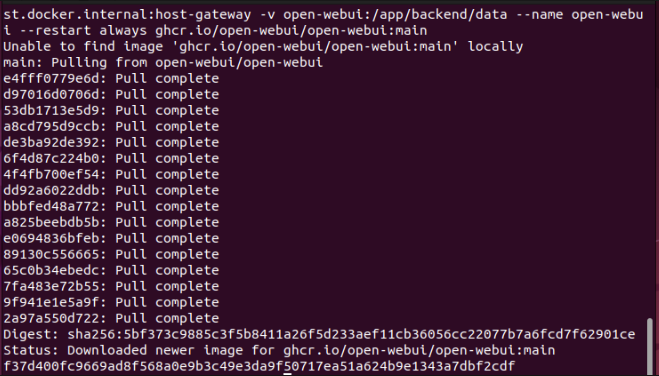 st.docker.internal:host-gateway -v open-webui:/app/backend/data --name open-webu
i --restart always ghcr.io/open-webui/open-webui:main
Unable to find image 'ghcr.io/open-webui/open-webui:main' locally
main: Pulling from open-webui/open-webui
e4fff0779e6d: Pull complete
d97016d0706d: Pull complete
53db1713e5d9: Pull complete
a8cd795d9ccb: Pull complete
de3ba92de392: Pull complete
6f4d87c224b0: Pull complete
4f4fb700ef54: Pull complete
dd92a6022ddb: Pull complete
bbbfed48a772: Pull complete
a825beebdb5b: Pull complete
e0694836bfeb: Pull complete
89130c556665: Pull complete
65c0b34ebedc: Pull complete
7fa483e72b55: Pull complete
9f941e1e5a9f: Pull complete
2a97a550d722: Pull complete
Digest: sha256:5bf373c9885c3f5b8411a26f5d233aef11cb36056cc22077b7a6fcd7f62901ce
Status: Downloaded newer image for ghcr.io/open-webui/open-webui:main
f37d400fc9669ad8f568a0e9b3c49e3da9f50717ea51a624b9e1343a7dbf2cdf